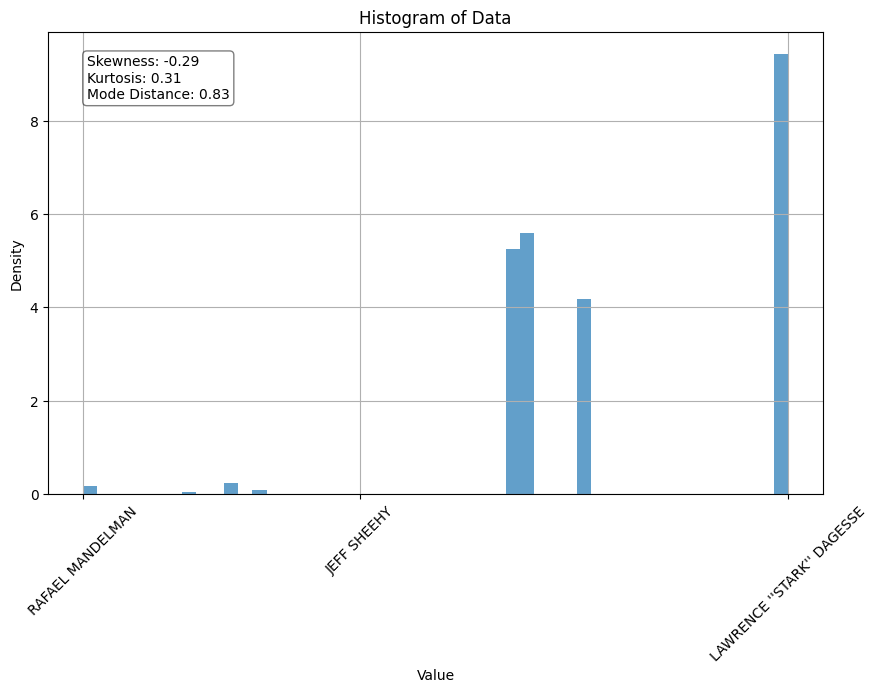 Histogram of Data
Skewness: -0.29
Kurtosis: 0.31
Mode Distance: 0.83
8
6
4
2
0
Density
RAFAEL MANDELMAN
JEFF SHEEHY
LAWRENCE ''STARK'' DAGESSE
Value